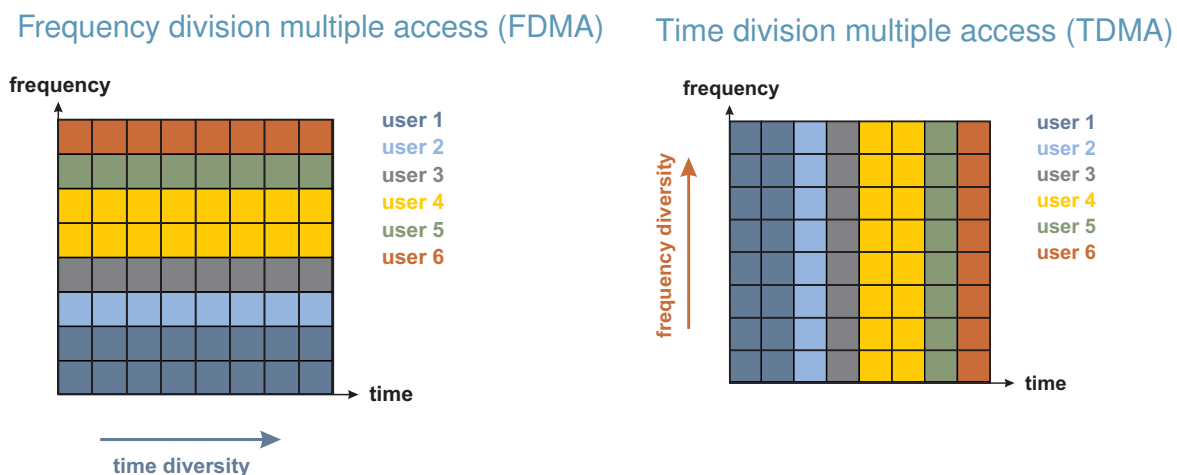 Frequency division multiple access (FDMA)
frequency
user 1
user 2
user 3
user 4
user 5
user 6
time
time diversity
Time division multiple access (TDMA)
frequency
frequency diversity
user 1
user 2
user 3
user 4
user 5
user 6
time